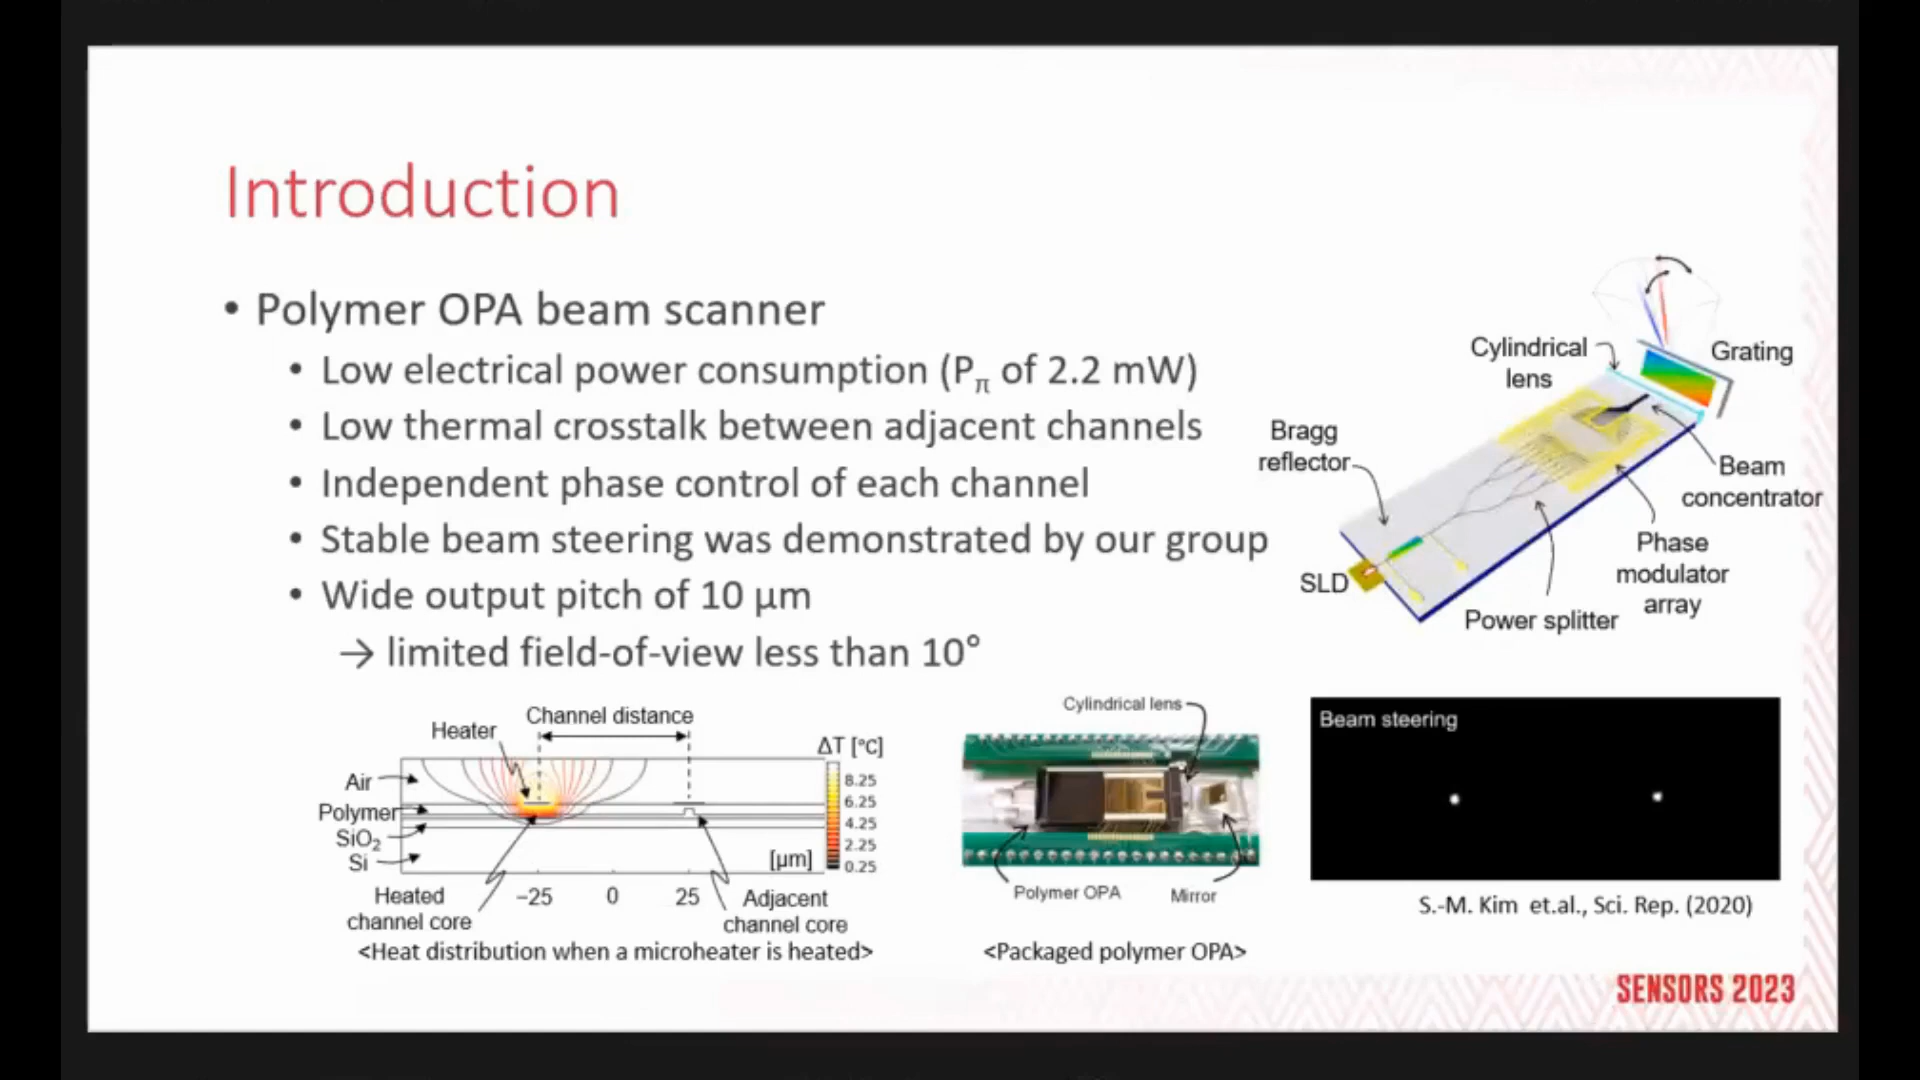 Introduction
• Polymer OPA beam scanner
• Low electrical power consumption (Pπ of 2.2 mW)
• Low thermal crosstalk between adjacent channels
• Independent phase control of each channel
• Stable beam steering was demonstrated by our group
• Wide output pitch of 10 μm
→ limited field-of-view less than 10°
Cylindrical
lens
Grating
Bragg
reflector
Beam
concentrator
Phase
modulator
array
SLD
Power splitter
Channel distance
Heater
ΔT [°C]
Air
8.25
6.25
Polymer
4.25
SiO2
2.25
Si
[μm]
0.25
−25
0
25
Heated
channel core
Adjacent
channel core
<Heat distribution when a microheater is heated>
Cylindrical lens
Polymer OPA
Mirror
<Packaged polymer OPA>
Beam steering
S.-M. Kim et.al., Sci. Rep. (2020)
SENSORS 2023